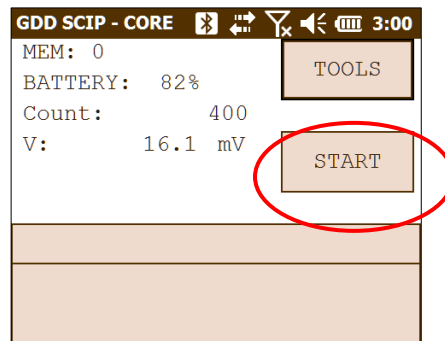 GDD SCIP - CORE 3:00
MEM: 0
TOOLS
BATTERY: 82%
Count: 400
V: 16.1 mV
START